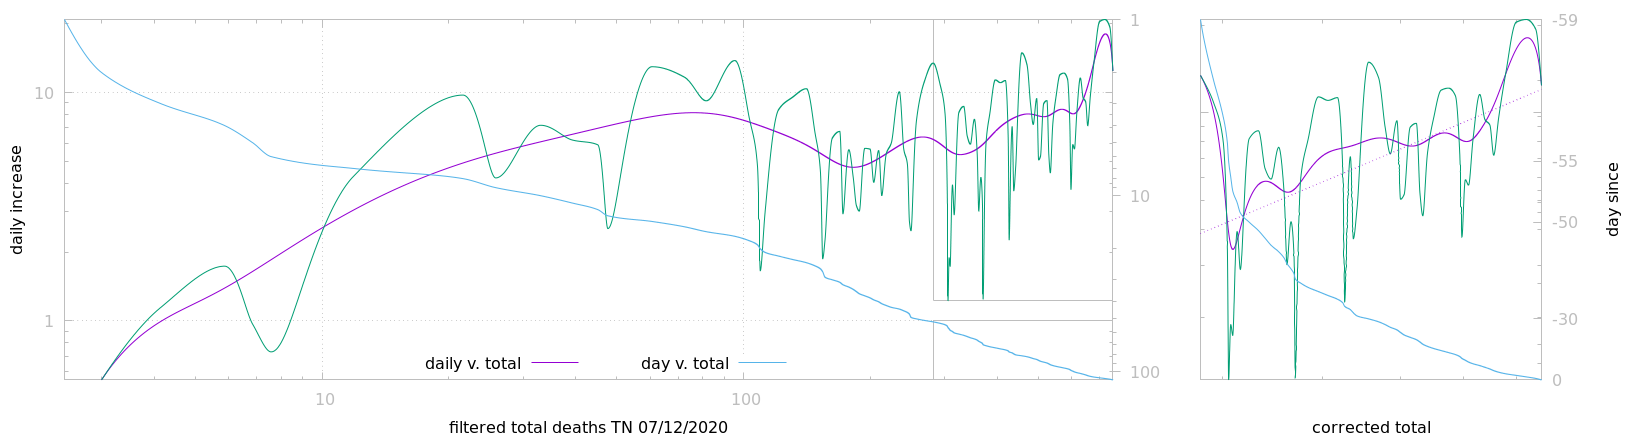 1
-59
10
daily increase
-55
10
-50
day since
1
-30
daily v. total
day v. total
100
0
10
100
filtered total deaths TN 07/12/2020
corrected total